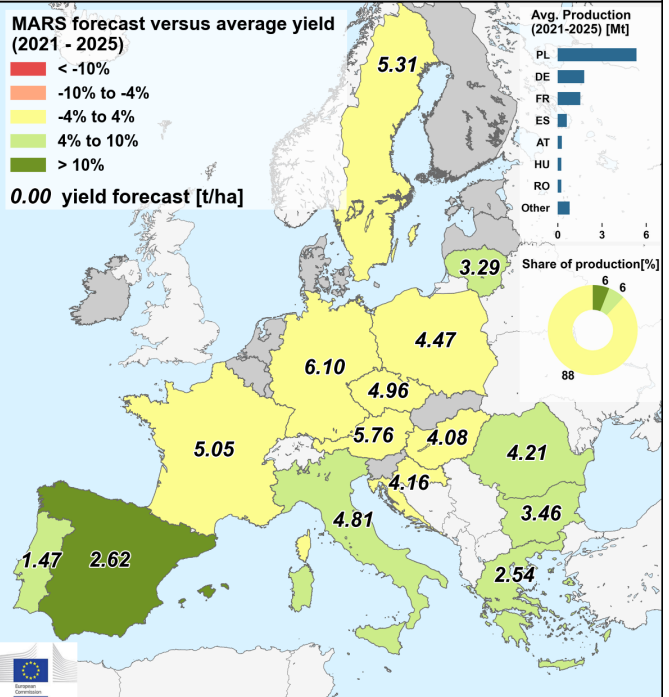 MARS forecast versus average yield
(2021 - 2025)
< -10%
-10% to -4%
-4% to 4%
4% to 10%
> 10%
0.00 yield forecast [t/ha]
Avg. Production
(2021-2025) [Mt]
PL
DE
FR
ES
AT
HU
RO
Other
0 3 6
Share of production[%]
6 6
88
5.31
3.29
4.47
6.10
4.96
5.05
5.76
4.08
4.21
4.16
4.81
3.46
1.47
2.62
2.54
European
Commission